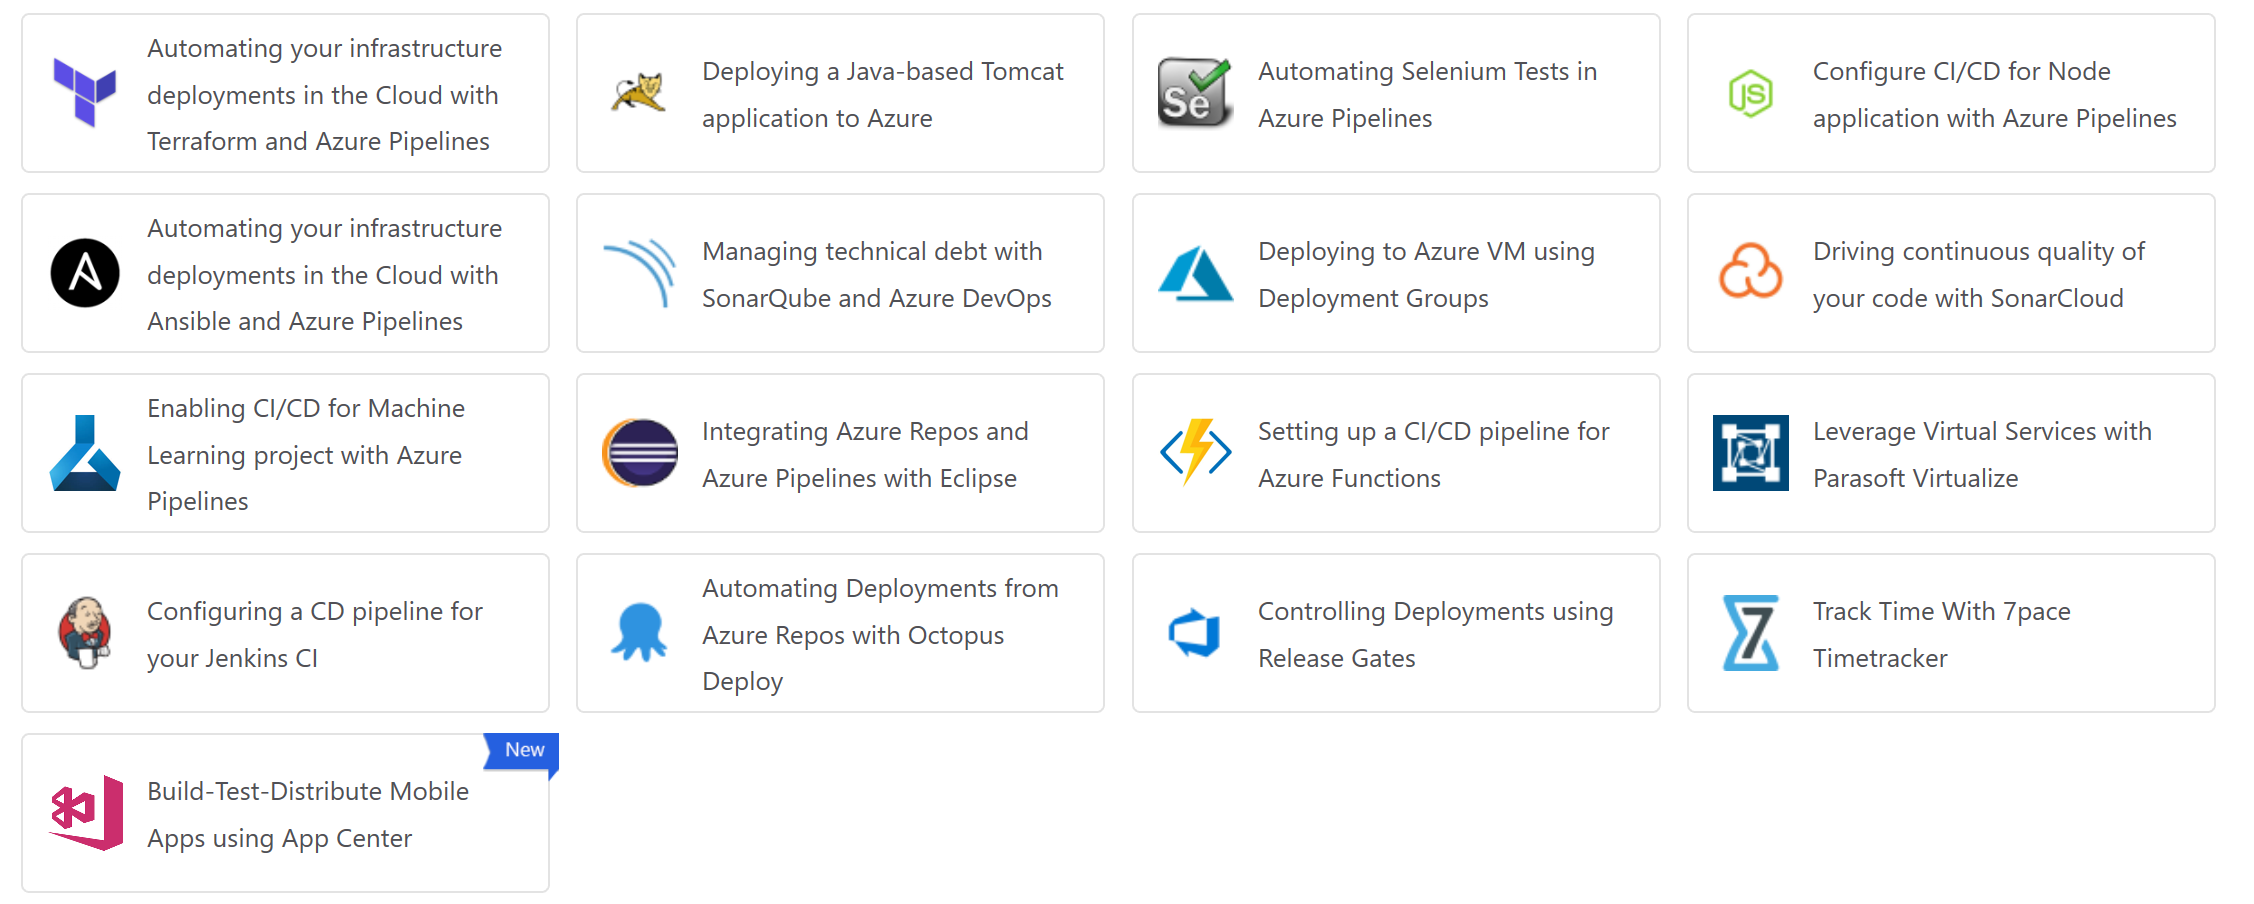 Automating your infrastructure
deployments in the Cloud with
Terraform and Azure Pipelines
Deploying a Java-based Tomcat
application to Azure
Se
Automating Selenium Tests in
Azure Pipelines
JS
Configure CI/CD for Node
application with Azure Pipelines
A
Automating your infrastructure
deployments in the Cloud with
Ansible and Azure Pipelines
Managing technical debt with
SonarQube and Azure DevOps
Deploying to Azure VM using
Deployment Groups
Driving continuous quality of
your code with SonarCloud
Enabling CI/CD for Machine
Learning project with Azure
Pipelines
Integrating Azure Repos and
Azure Pipelines with Eclipse
Setting up a CI/CD pipeline for
Azure Functions
Leverage Virtual Services with
Parasoft Virtualize
Configuring a CD pipeline for
your Jenkins CI
Automating Deployments from
Azure Repos with Octopus
Deploy
Controlling Deployments using
Release Gates
7
Track Time With 7pace
Timetracker
New
Build-Test-Distribute Mobile
Apps using App Center